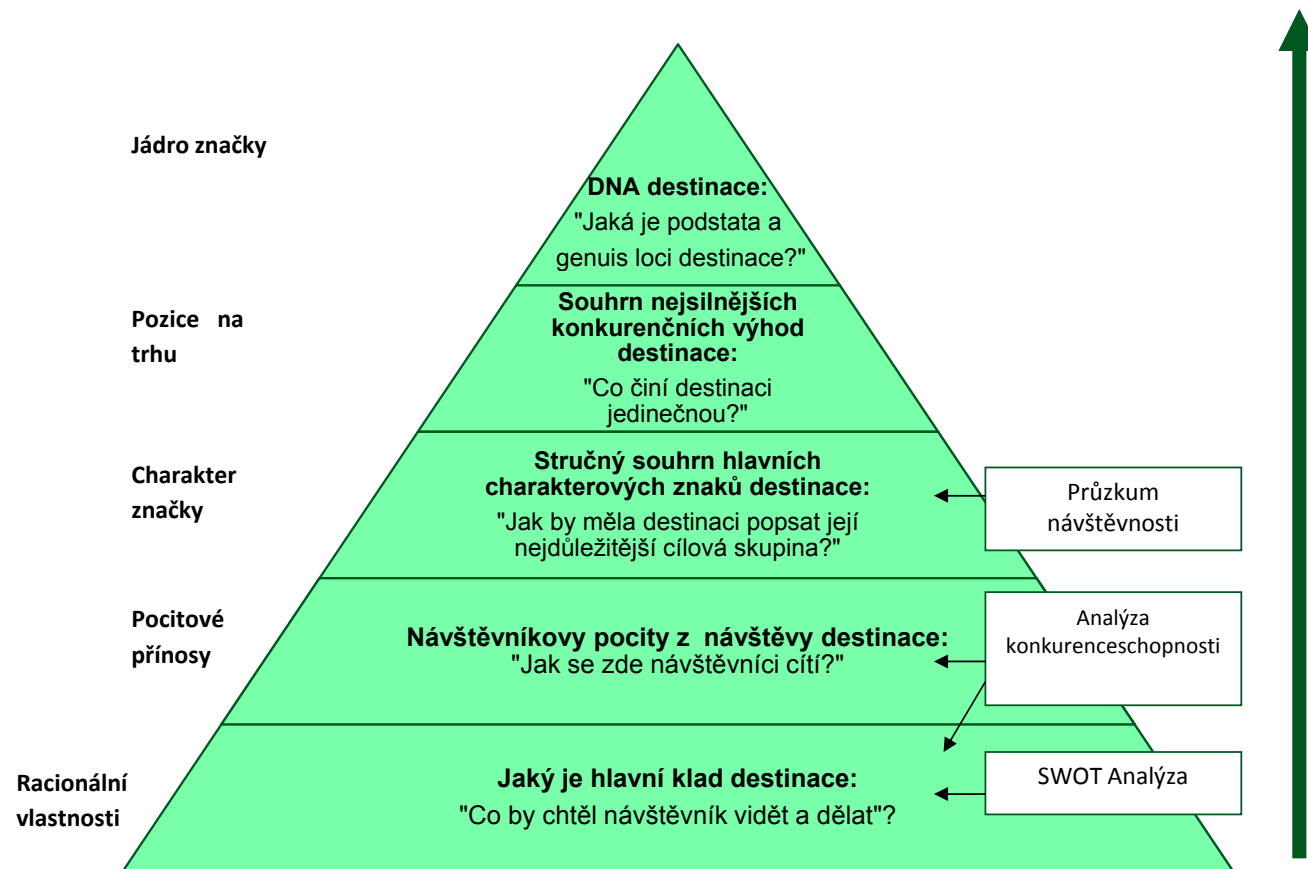 Jádro značky
DNA destinace:
"Jaká je podstata a
genuis loci destinace?"
Pozice na
trhu
Souhrn nejsilnějších
konkurenčních výhod
destinace:
"Co činí destinaci
jedinečnou?"
Charakter
značky
Stručný souhrn hlavních
charakterových znaků destinace:
"Jak by měla destinaci popsat její
nejdůležitější cílová skupina?"
Průzkum
návštěvnosti
Pocitové
přínosy
Návštěvníkovy pocity z návštěvy destinace:
"Jak se zde návštěvníci cítí?"
Analýza
konkurenceschopnosti
Racionální
vlastnosti
Jaký je hlavní klad destinace:
"Co by chtěl návštěvník vidět a dělat"?
SWOT Analýza